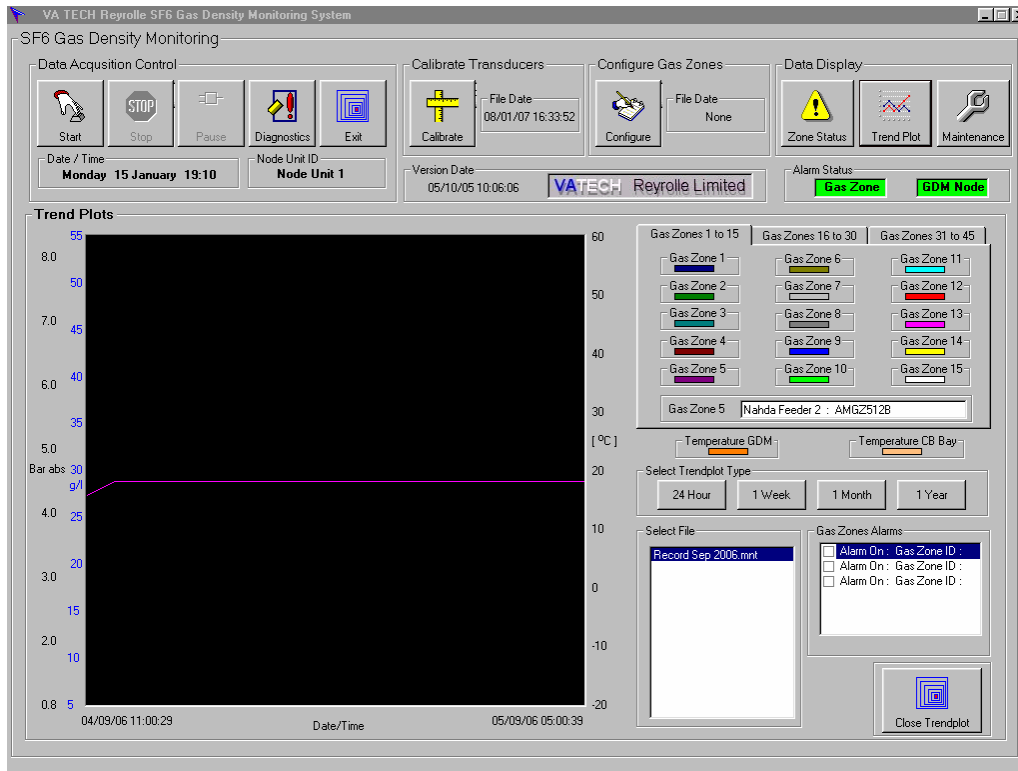 VA TECH Reyrolle SF6 Gas Density Monitoring System
SF6 Gas Density Monitoring
Data Acqusition Control
Start
STOP
Stop
Pause
Diagnostics
Exit
Date / Time
Monday 15 January 19:10
Node Unit ID
Node Unit 1
Calibrate Transducers
Calibrate
File Date
08/01/07 16:33:52
Configure Gas Zones
Configure
File Date
None
Data Display
Zone Status
Trend Plot
Maintenance
Version Date
05/10/05 10:06:06
VA TECH Reyrolle Limited
Alarm Status
Gas Zone
GDM Node
Trend Plots
55
8.0
50
7.0
45
6.0
40
35
5.0
Bar abs 30
g/l
4.0
25
20
3.0
15
2.0
10
0.8 5
60
50
40
30
[ ºC ]
20
10
0
-10
-20
04/09/06 11:00:29
Date/Time
05/09/06 05:00:39
Gas Zones 1 to 15
Gas Zones 16 to 30
Gas Zones 31 to 45
Gas Zone 1
Gas Zone 6
Gas Zone 11
Gas Zone 2
Gas Zone 7
Gas Zone 12
Gas Zone 3
Gas Zone 8
Gas Zone 13
Gas Zone 4
Gas Zone 9
Gas Zone 14
Gas Zone 5
Gas Zone 10
Gas Zone 15
Gas Zone 5
Nahda Feeder 2 : AMGZ512B
Temperature GDM
Temperature CB Bay
Select Trendplot Type
24 Hour
1 Week
1 Month
1 Year
Select File
Record Sep 2006.mnt
Gas Zones Alarms
Alarm On : Gas Zone ID :
Alarm On : Gas Zone ID :
Alarm On : Gas Zone ID :
Close Trendplot